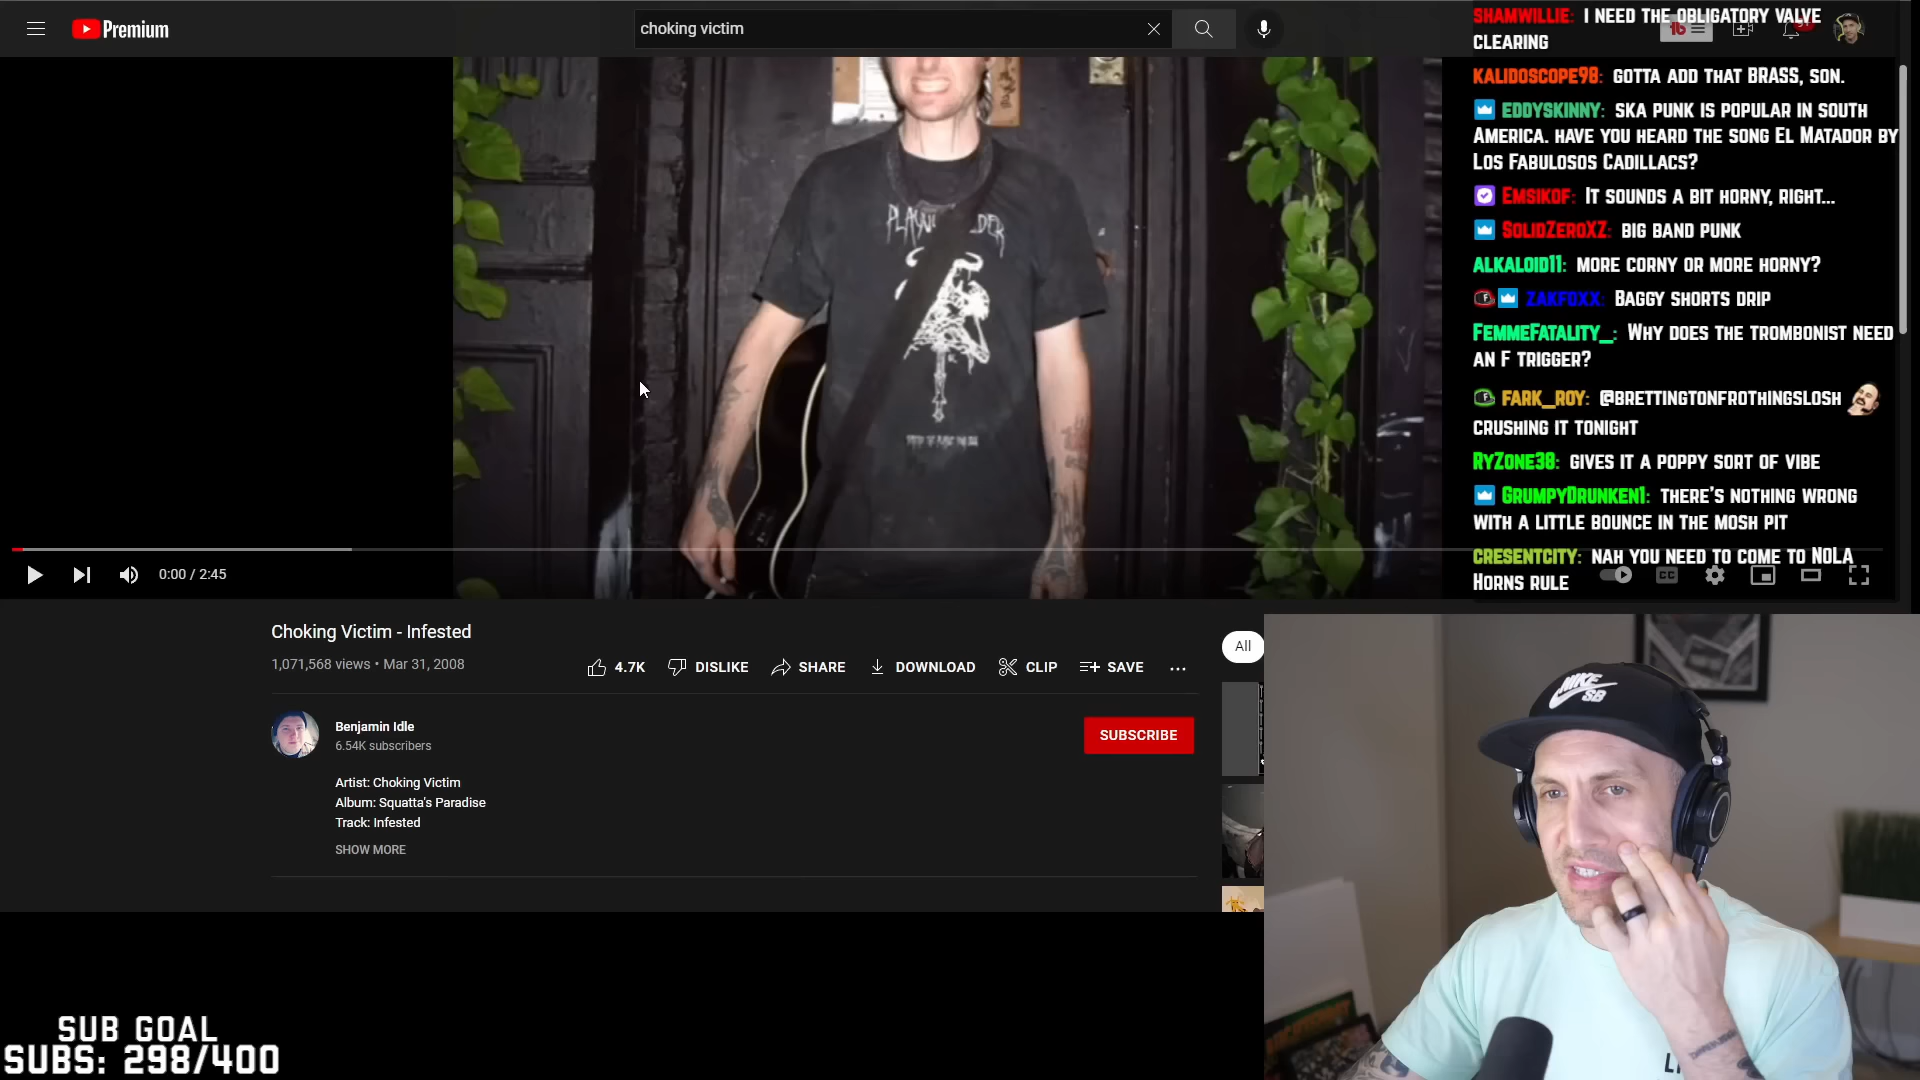 Premium
choking victim
SHAMWILLIE: I NEED THE OBLIGATORY VALVE
CLEARING
KALIDOSCOPE98: GOTTA ADD THAT BRASS, SON.
EDDYSKINNY: SKA PUNK IS POPULAR IN SOUTH
AMERICA. HAVE YOU HEARD THE SONG EL MATADOR BY
LOS FABULOSOS CADILLACS?
EMSIKOF: IT SOUNDS A BIT HORNY, RIGHT...
SOLIDZEROXZ: BIG BAND PUNK
ALKALOID11: MORE CORNY OR MORE HORNY?
ZAKFOXX: BAGGY SHORTS DRIP
FEMMEFATALITY_: WHY DOES THE TROMBONIST NEED
AN F TRIGGER?
FARK_ROY: @BRETTINGTONFROTHINGSLOSH
CRUSHING IT TONIGHT
RYZONE38: GIVES IT A POPPY SORT OF VIBE
GRUMPYDRUNKEN1: THERE'S NOTHING WRONG
WITH A LITTLE BOUNCE IN THE MOSH PIT
CRESENTCITY: NAH YOU NEED TO COME TO NOLA
HORNS RULE
0:00 / 2:45
CC
Choking Victim - Infested
1,071,568 views • Mar 31, 2008
4.7K
DISLIKE
SHARE
DOWNLOAD
CLIP
SAVE
All
Benjamin Idle
6.54K subscribers
SUBSCRIBE
Artist: Choking Victim
Album: Squatta's Paradise
Track: Infested
SHOW MORE
NIKE
SB
SUB GOAL
SUBS: 298/400